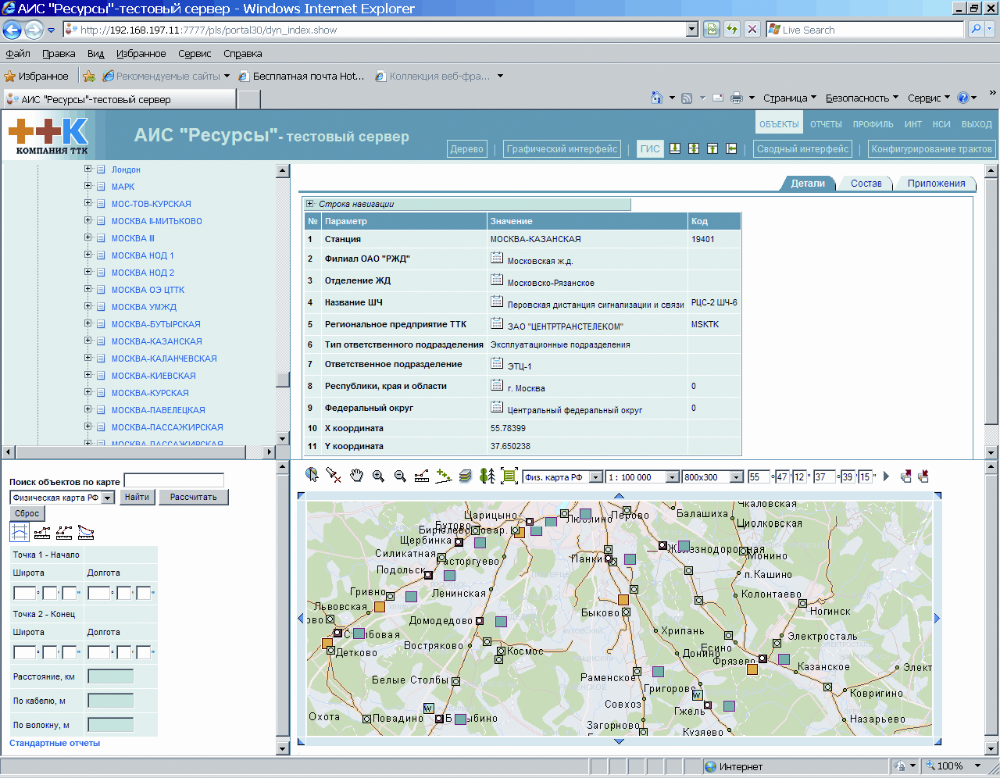 АИС "Ресурсы"-тестовый сервер - Windows Internet Explorer
http://192.168.197.11:7777/pls/portal30/dyn_index.show
Live Search
Файл Правка Вид Избранное Сервис Справка
Избранное Рекомендуемые сайты Бесплатная почта Hot... Коллекция веб-фра...
АИС "Ресурсы"-тестовый сервер
Страница Безопасность Сервис »
ТТК
КОМПАНИЯ ТТК
АИС "Ресурсы"- тестовый сервер
ОБЪЕКТЫ ОТЧЕТЫ ПРОФИЛЬ ИНТ НСИ ВЫХОД
Дерево | Графический интерфейс | ГИС | Сводный интерфейс | Конфигурирование трактов
Лондон
МАРК
МОС-ТОВ-КУРСКАЯ
МОСКВА II-МИТЬКОВО
МОСКВА III
МОСКВА НОД 1
МОСКВА НОД 2
МОСКВА ОЭ ЦТТК
МОСКВА УМЖД
МОСКВА-БУТЫРСКАЯ
МОСКВА-КАЗАНСКАЯ
МОСКВА-КАЛАНЧЕВСКАЯ
МОСКВА-КИЕВСКАЯ
МОСКВА-КУРСКАЯ
МОСКВА-ПАВЕЛЕЦКАЯ
МОСКВА-ПАССАЖИРСКАЯ
МОСКВА-ПАССАЖИРСКАЯ
Детали Состав Приложения
Строка навигации
№ Параметр Значение Код
1 Станция МОСКВА-КАЗАНСКАЯ 19401
2 Филиал ОАО "РЖД" Московская ж.д.
3 Отделение ЖД Московско-Рязанское
4 Название ШЧ Перовская дистанция сигнализации и связи РЦС-2 ШЧ-6
5 Региональное предприятие ТТК ЗАО "ЦЕНТРТРАНСТЕЛЕКОМ" MSKTK
6 Тип ответственного подразделения Эксплуатационные подразделения
7 Ответственное подразделение ЭТЦ-1
8 Республики, края и области г. Москва 0
9 Федеральный округ Центральный федеральный округ 0
10 X координата 55.78399
11 Y координата 37.650238
Поиск объектов по карте
Физическая карта РФ Найти Рассчитать
Сброс
Точка 1 - Начало
Широта Долгота
° ' " ° ' "
Точка 2 - Конец
Широта Долгота
° ' " ° ' "
Расстояние, км
По кабелю, м
По волокну, м
Стандартные отчеты
Физ. карта РФ 1 : 100 000 800x300 55 ° 47 ' 12 " 37 ° 39 ' 15 "
Чкаловская
Царицыно Люблино Перово Балашиха
Бутово Циолковская
Бирюлево-Товар.
Щербинка
Силикатная Расторгуево Панки Железнодорожная Монино
Подольск п.Кашино
Гривно Ленинская Колонтаево
Львовская Ногинск
ово Домодедово Быково
Столбовая Хрипань Электросталь
Детково Востряково Космос Донино Есино
Фрязево Казанское Элект
Белые Столбы Раменское Григорово Ковригино
W W
Охота Повадино Барыбино Совхоз Гжель Назарьево
Загорново Кузяево
Интернет 100%